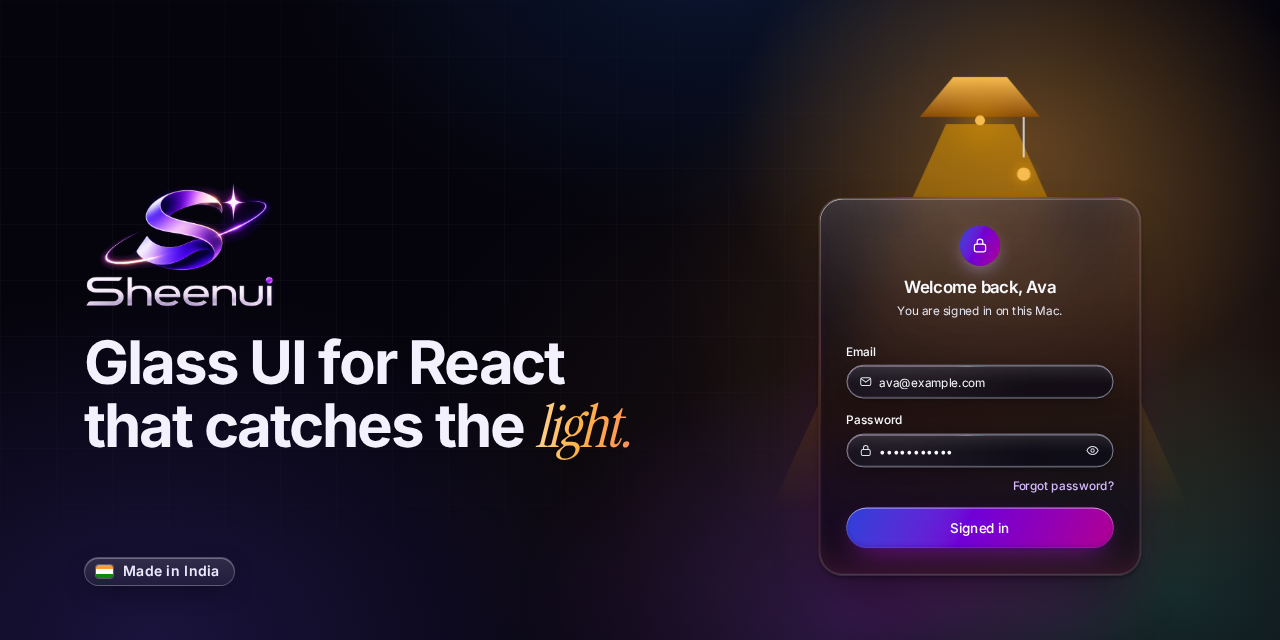 Sheenui
Glass UI for React
that catches the light.
Made in India
Welcome back, Ava
You are signed in on this Mac.
Email
ava@example.com
Password
•••••••••••
Forgot password?
Signed in